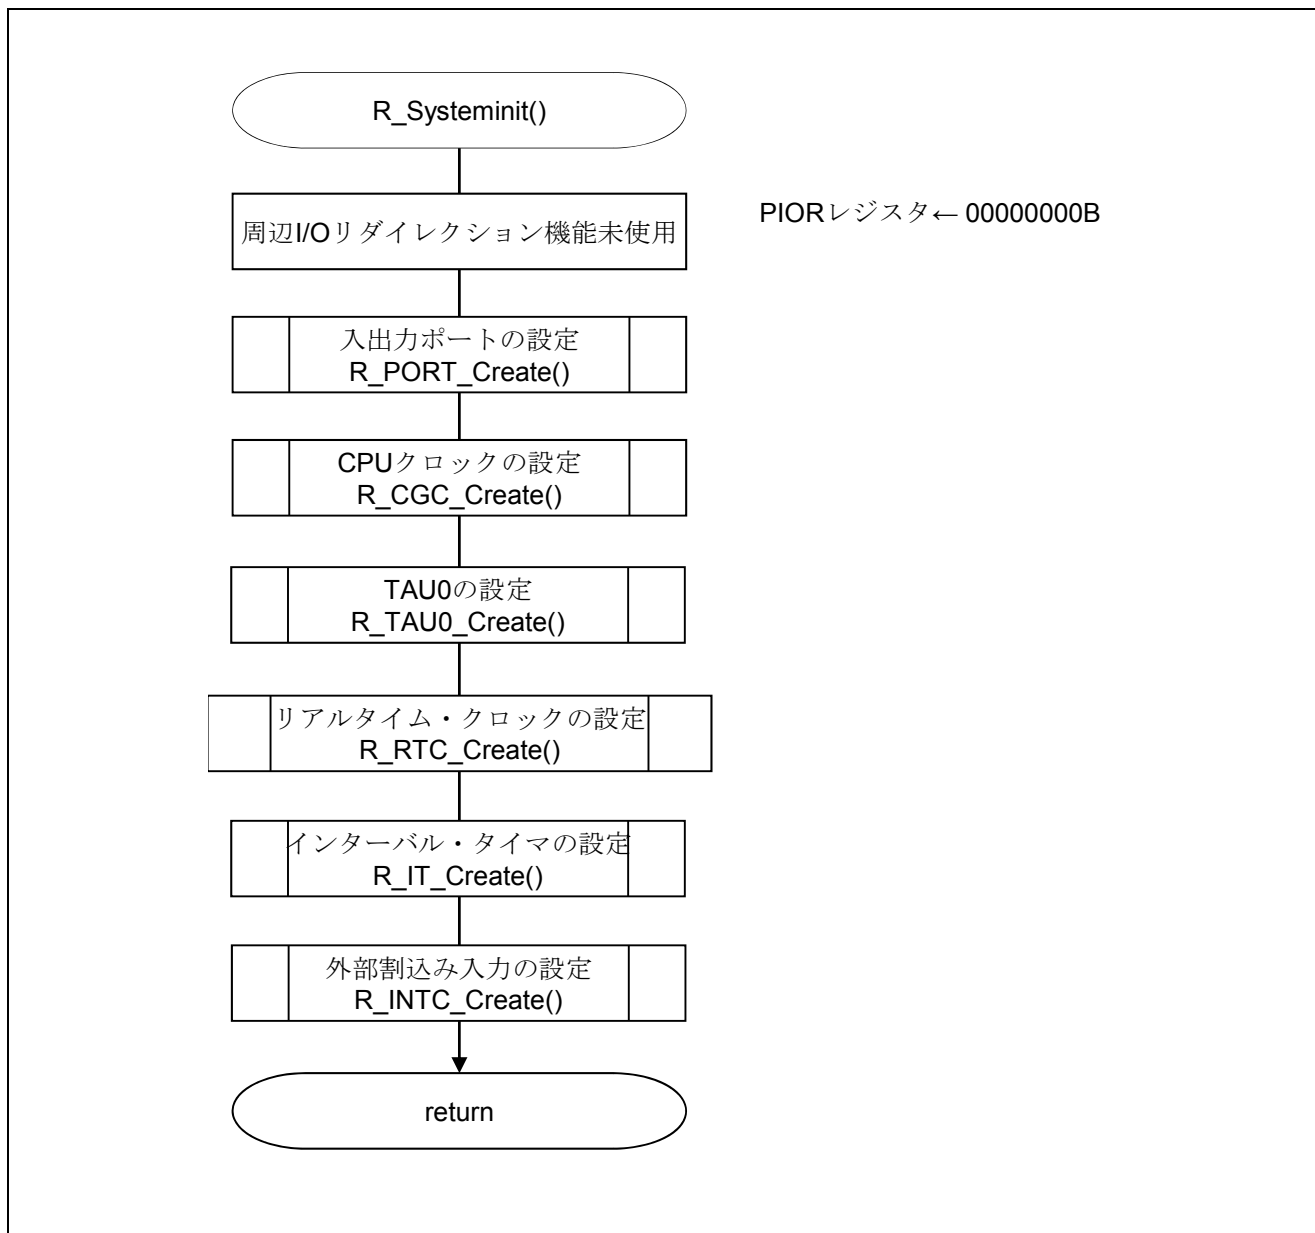 R_Systeminit()
周辺I/Oリダイレクション機能未使用
PIORレジスタ← 00000000B
入出力ポートの設定
R_PORT_Create()
CPUクロックの設定
R_CGC_Create()
TAU0の設定
R_TAU0_Create()
リアルタイム・クロックの設定
R_RTC_Create()
インターバル・タイマの設定
R_IT_Create()
外部割込み入力の設定
R_INTC_Create()
return